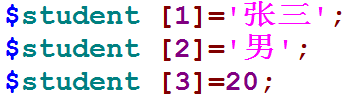 $student [1]='张三';
$student [2]='男';
$student [3]=20;